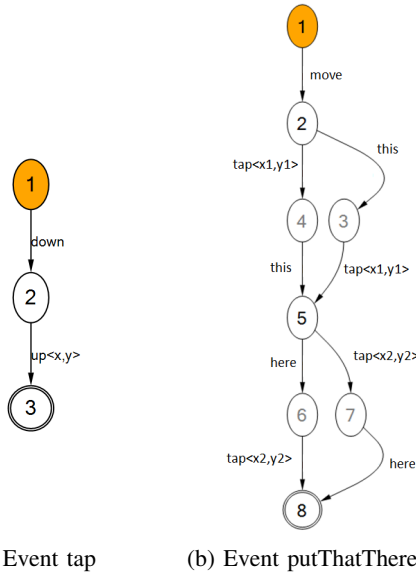 1
down
2
up<x,y>
3
Event tap
1
move
2
tap<x1,y1>
this
4
3
this
tap<x1,y1>
5
here
tap<x2,y2>
6
7
tap<x2,y2>
here
8
(b) Event putThatThere